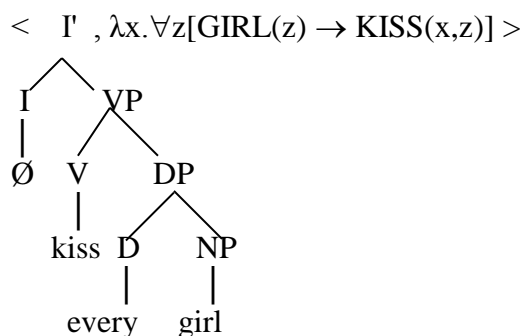 < I' , λx.∀z[GIRL(z) → KISS(x,z)] >
I VP
Ø V DP
kiss D NP
every girl